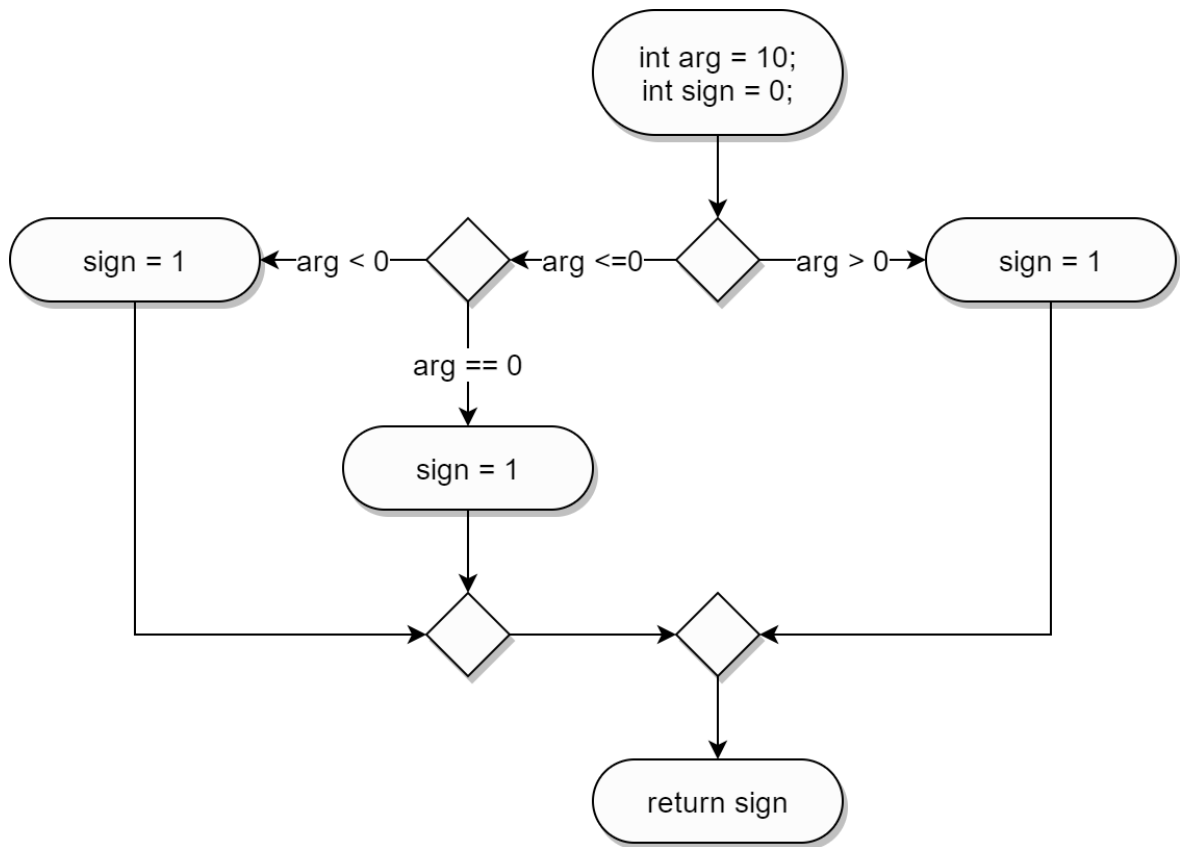 int arg = 10;
int sign = 0;
sign = 1
arg < 0
arg <=0
arg > 0
sign = 1
arg == 0
sign = 1
return sign